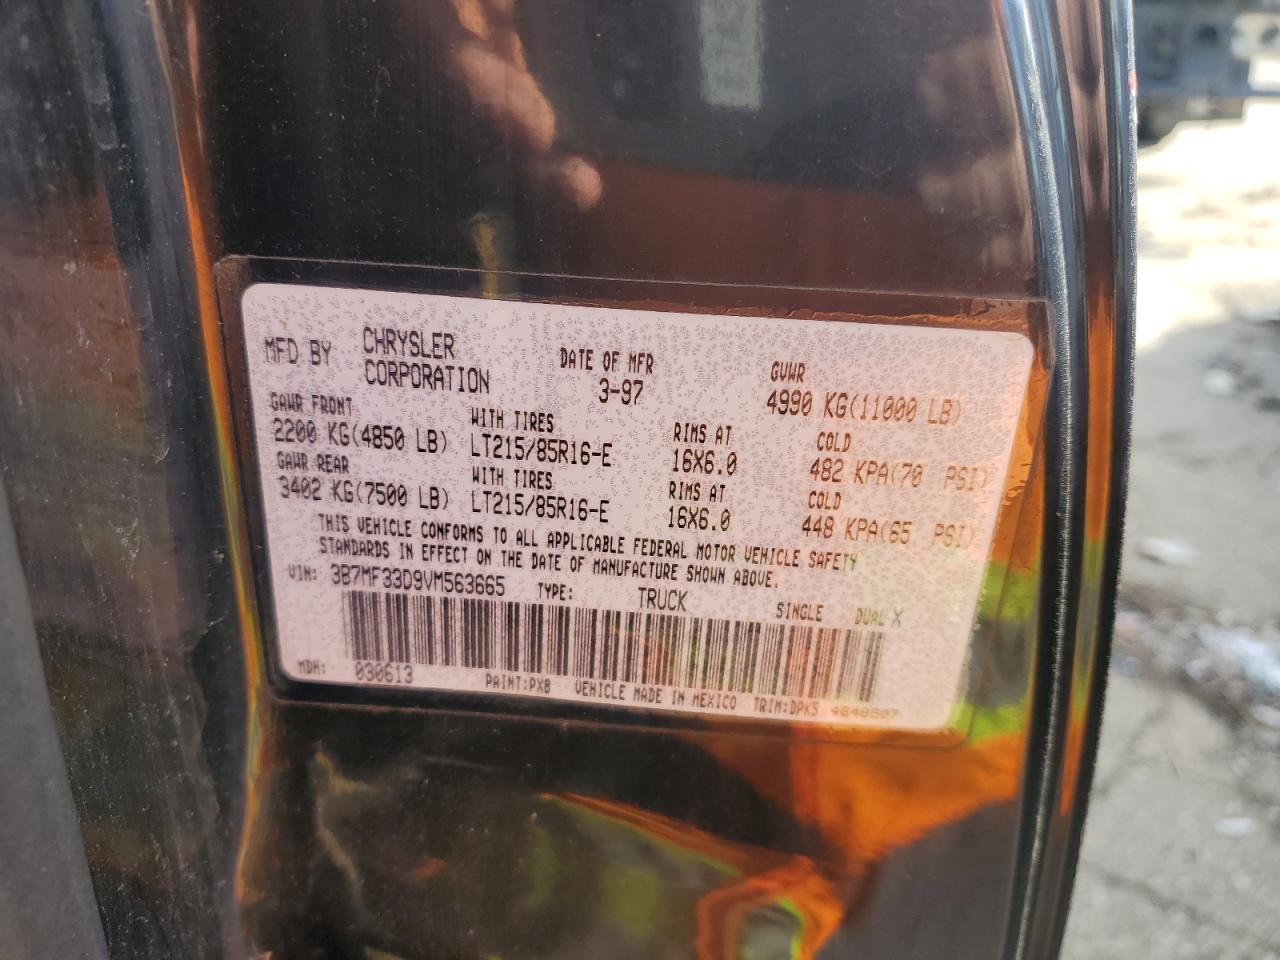 MFD BY CHRYSLER CORPORATION DATE OF MFR 3-97 GVWR 4990 KG(11000 LB)
GAWR FRONT WITH TIRES RIMS AT COLD
2200 KG(4850 LB) LT215/85R16-E 16X6.0 482 KPA(70 PSI)
GAWR REAR WITH TIRES RIMS AT COLD
3402 KG(7500 LB) LT215/85R16-E 16X6.0 448 KPA(65 PSI)
THIS VEHICLE CONFORMS TO ALL APPLICABLE FEDERAL MOTOR VEHICLE SAFETY
STANDARDS IN EFFECT ON THE DATE OF MANUFACTURE SHOWN ABOVE.
VIN: 3B7MF33D9VM563665 TYPE: TRUCK SINGLE DUAL X
MDH: 030613 PAINT:PX8 VEHICLE MADE IN MEXICO TRIM:DPK5 4648507